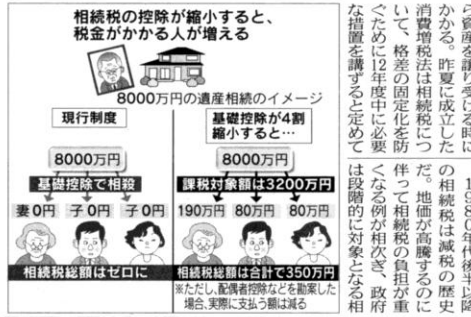 相続税の控除が縮小すると、
税金がかかる人が増える
8000万円の遺産相続のイメージ
現行制度
8000万円
基礎控除で相殺
妻0円 子0円 子0円
相続税総額はゼロに
基礎控除が4割
縮小すると…
8000万円
課税対象額は3200万円
190万円 80万円 80万円
相続税総額は合計で350万円
※ただし、配偶者控除などを勘案した
場合、実際に支払う額は減る
ら資産を譲り受ける時に
かかる。昨夏に成立した
消費増税法は相続税につ
いて、格差の固定化を防
ぐために12年度中に必要
な措置を講ずると定めて
1980年代後半以降
の相続税は減税の歴史
だ。地価が高騰するのに
伴って相続税の負担が重
くなる例が相次ぎ、政府
は段階的に対象となる相